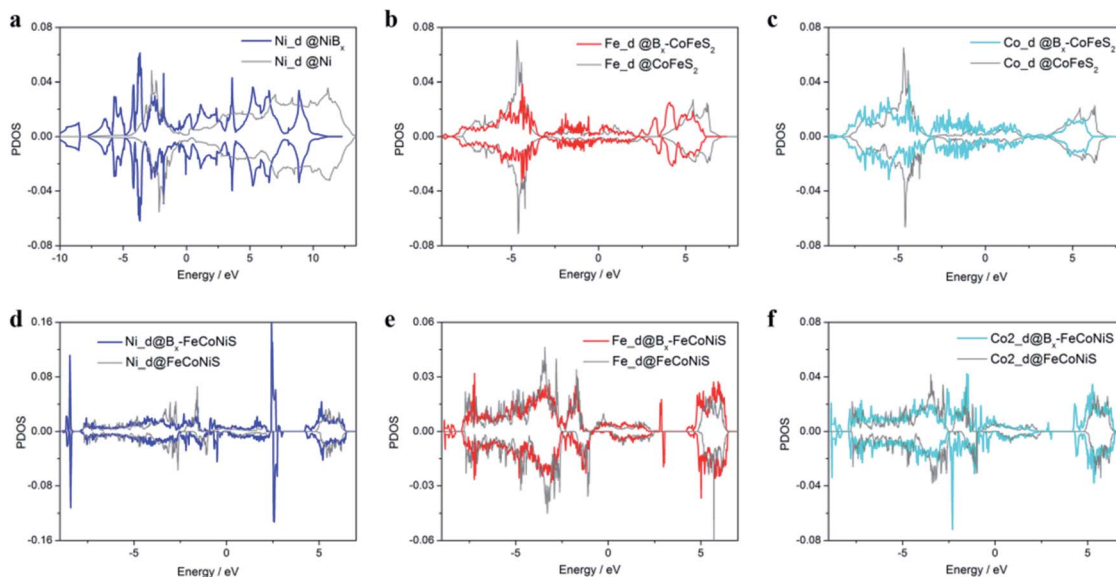 a
0.08
0.04
0.00
-0.04
-0.08
PDOS
Ni_d @NiBₓ
Ni_d @Ni
-10
-5
0
5
10
Energy / eV
b
0.08
0.04
0.00
-0.04
-0.08
PDOS
Fe_d @Bₓ-CoFeS₂
Fe_d @CoFeS₂
-5
0
5
Energy / eV
c
0.08
0.04
0.00
-0.04
-0.08
PDOS
Co_d @Bₓ-CoFeS₂
Co_d @CoFeS₂
-5
0
5
Energy / eV
d
0.16
0.08
0.00
-0.08
-0.16
PDOS
Ni_d@Bₓ-FeCoNiS
Ni_d@FeCoNiS
-5
0
5
Energy / eV
e
0.06
0.03
0.00
-0.03
-0.06
PDOS
Fe_d@Bₓ-FeCoNiS
Fe_d@FeCoNiS
-5
0
5
Energy / eV
f
0.08
0.04
0.00
-0.04
-0.08
PDOS
Co2_d@Bₓ-FeCoNiS
Co2_d@FeCoNiS
-5
0
5
Energy / eV